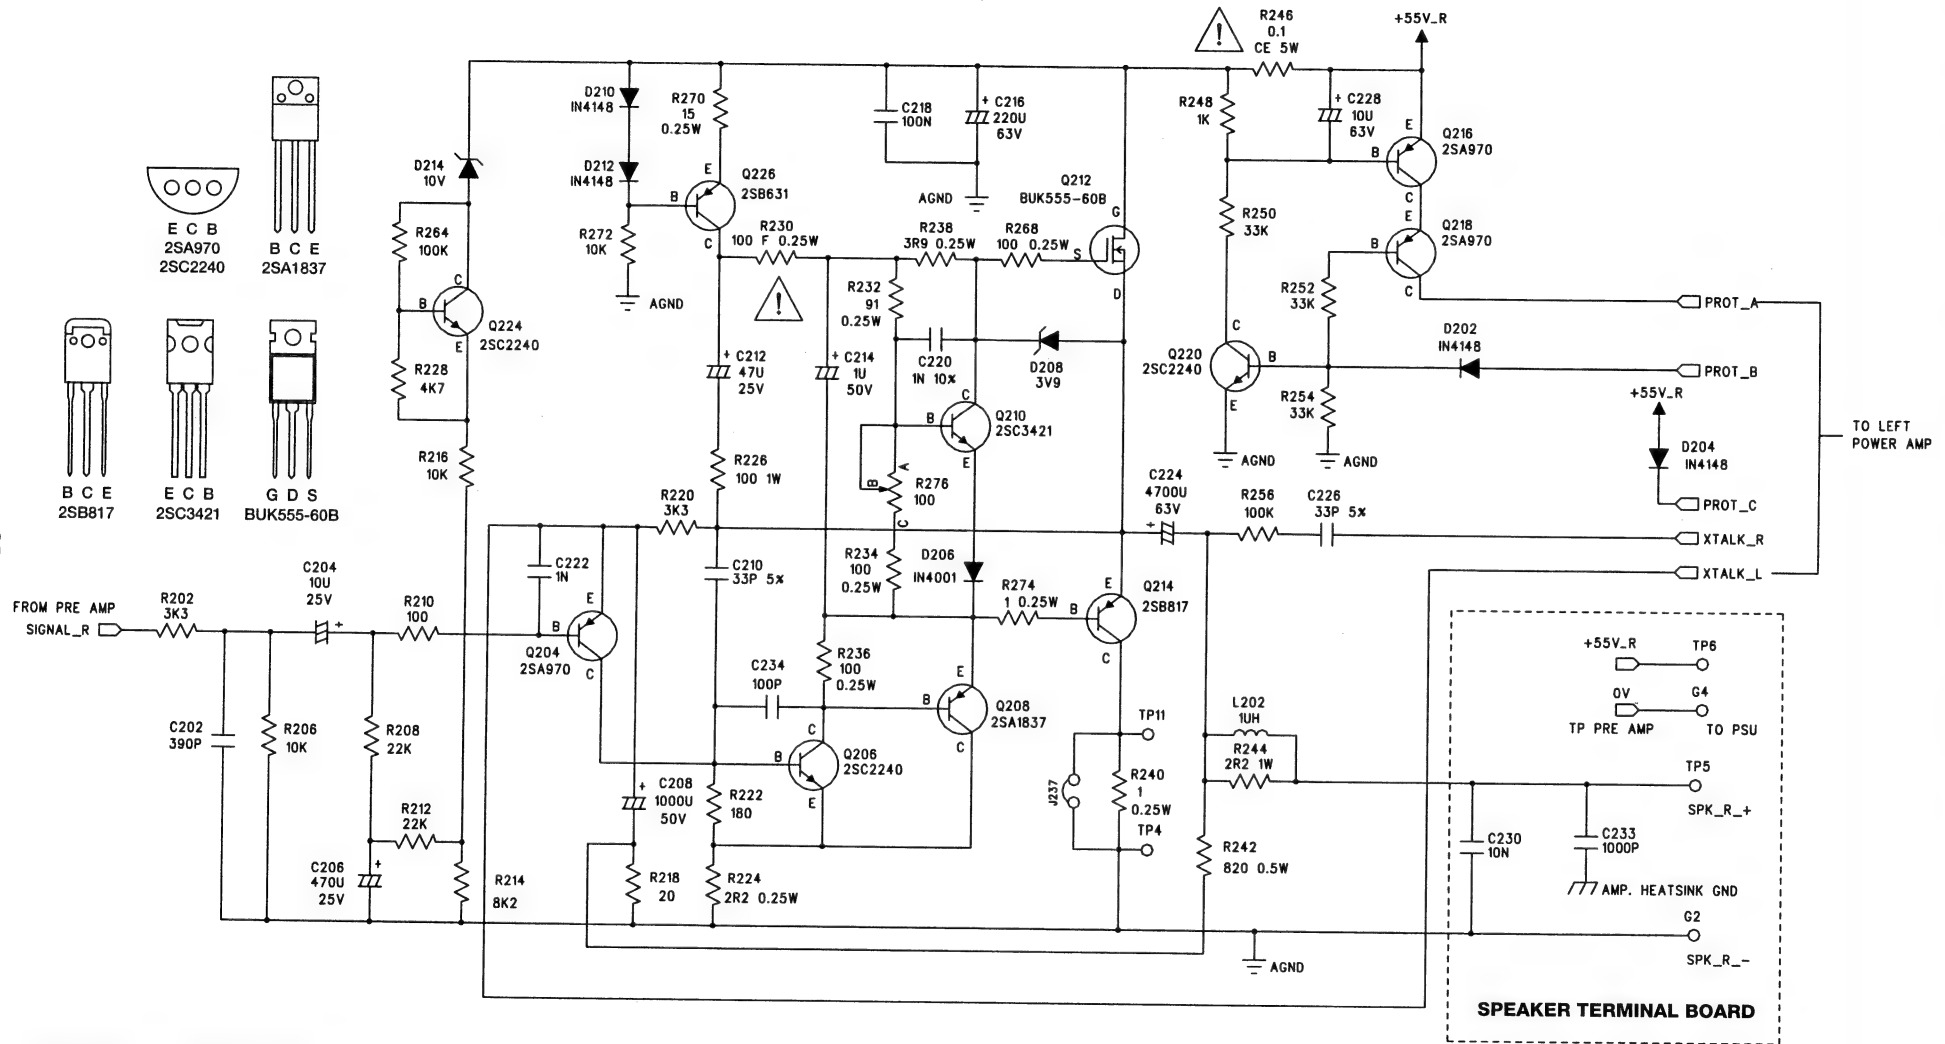 E C B
2SA970
2SC2240
B C E
2SA1837
B C E
2SB817
E C B
2SC3421
G D S
BUK555-60B
FROM PRE AMP
SIGNAL_R
R202
3K3
C202
390P
R206
10K
C204
10U
25V
+
R208
22K
R210
100
R212
22K
C206
470U
25V
+
R214
8K2
D214
10V
R264
100K
B
C
E
Q224
2SC2240
R228
4K7
R216
10K
C222
1N
E
B
C
Q204
2SA970
D210
IN4148
D212
IN4148
R272
10K
AGND
R270
15
0.25W
E
B
C
Q226
2SB631
R230
100 F 0.25W
!
+
C212
47U
25V
R226
100 1W
R220
3K3
C210
33P 5%
+
C208
1000U
50V
R218
20
R222
180
R224
2R2 0.25W
C234
100P
R236
100
0.25W
C
B
E
Q206
2SC2240
+
C214
1U
50V
C218
100N
+
C216
220U
63V
AGND
R238
3R9 0.25W
R268
100 0.25W
R232
91
0.25W
C220
1N 10%
D208
3V9
C
B
E
Q210
2SC3421
A
B
C
R276
100
R234
100
0.25W
D206
IN4001
R274
1 0.25W
E
B
C
Q208
2SA1837
Q212
BUK555-60B
G
S
D
E
B
C
Q214
2SB817
TP11
J237
R240
1
0.25W
TP4
!
R246
0.1
CE 5W
+55V_R
R248
1K
+
C228
10U
63V
E
B
C
Q216
2SA970
E
B
C
Q218
2SA970
R250
33K
R252
33K
C
B
E
Q220
2SC2240
R254
33K
AGND
AGND
D202
IN4148
PROT_A
PROT_B
+55V_R
D204
IN4148
PROT_C
XTALK_R
XTALK_L
TO LEFT
POWER AMP
C224
4700U
63V
+
R256
100K
C226
33P 5%
L202
1UH
R244
2R2 1W
R242
820 0.5W
AGND
+55V_R
TP6
0V
G4
TP PRE AMP
TO PSU
TP5
SPK_R_+
C230
10N
C233
1000P
AMP. HEATSINK GND
G2
SPK_R_-
SPEAKER TERMINAL BOARD